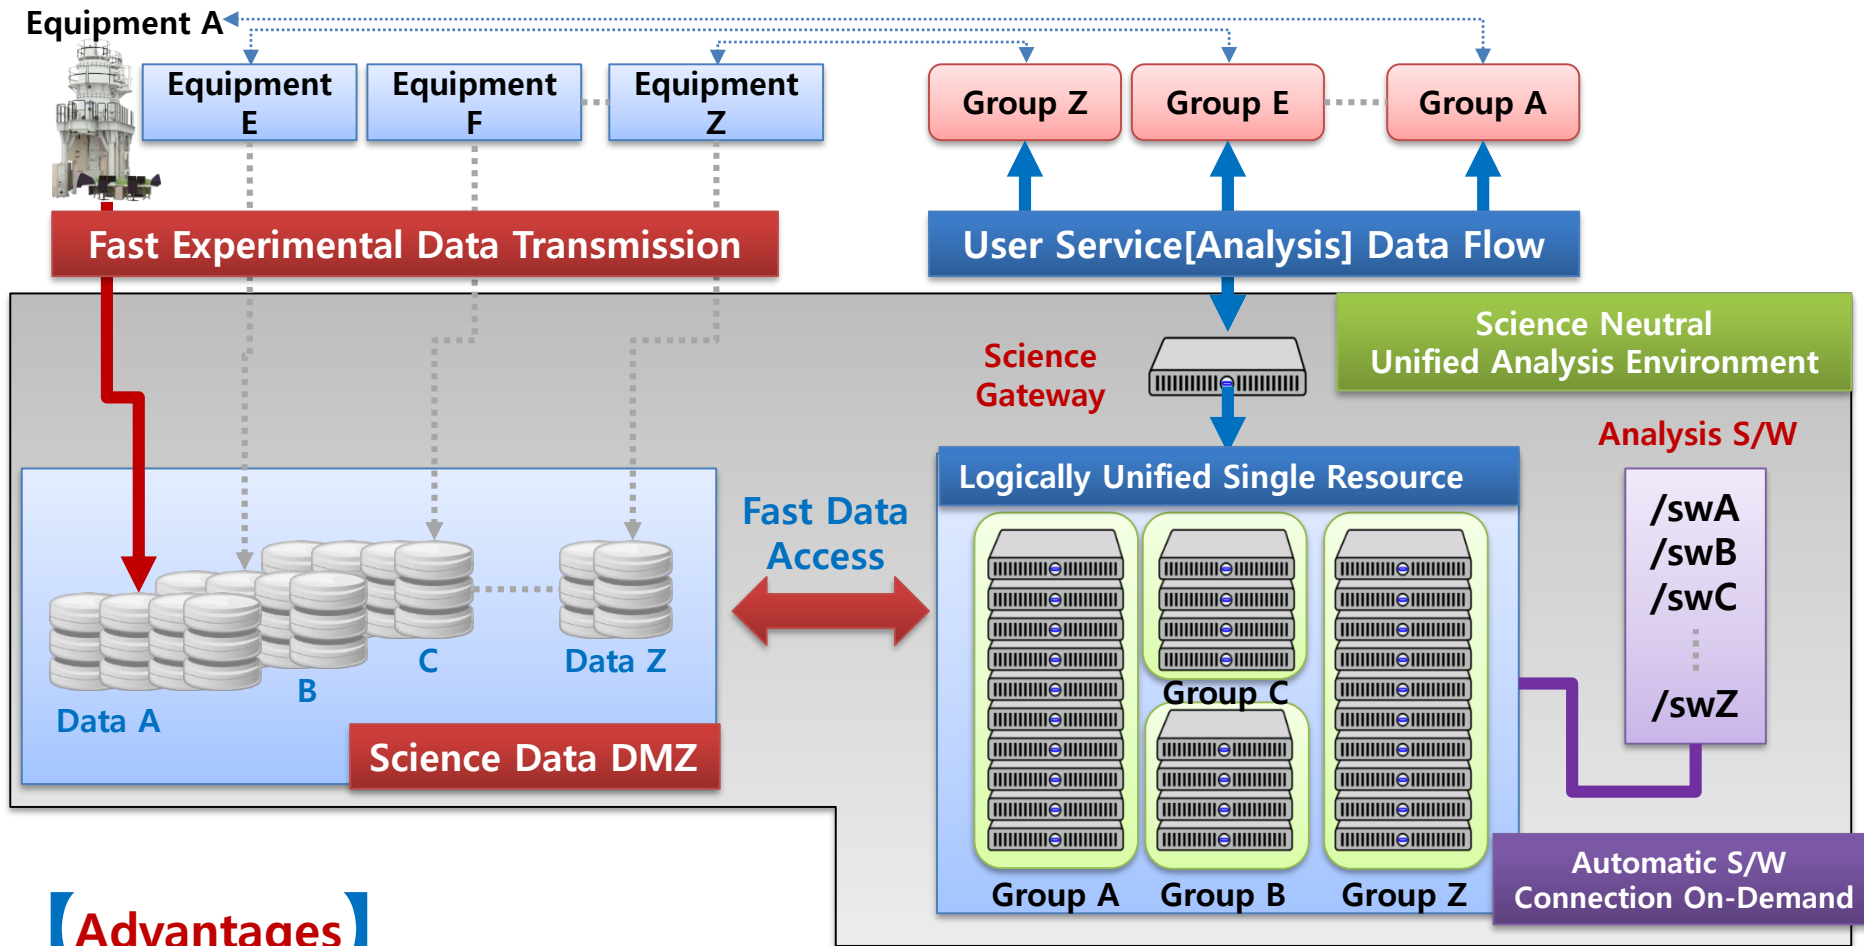 Equipment A
Equipment
E
Equipment
F
Equipment
Z
Group Z
Group E
Group A
Fast Experimental Data Transmission
User Service[Analysis] Data Flow
Science Neutral
Unified Analysis Environment
Science
Gateway
Analysis S/W
Logically Unified Single Resource
/swA
/swB
/swC
/swZ
Fast Data
Access
Data A
B
C
Data Z
Science Data DMZ
Group C
Group A
Group B
Group Z
Automatic S/W
Connection On-Demand
【Advantages】